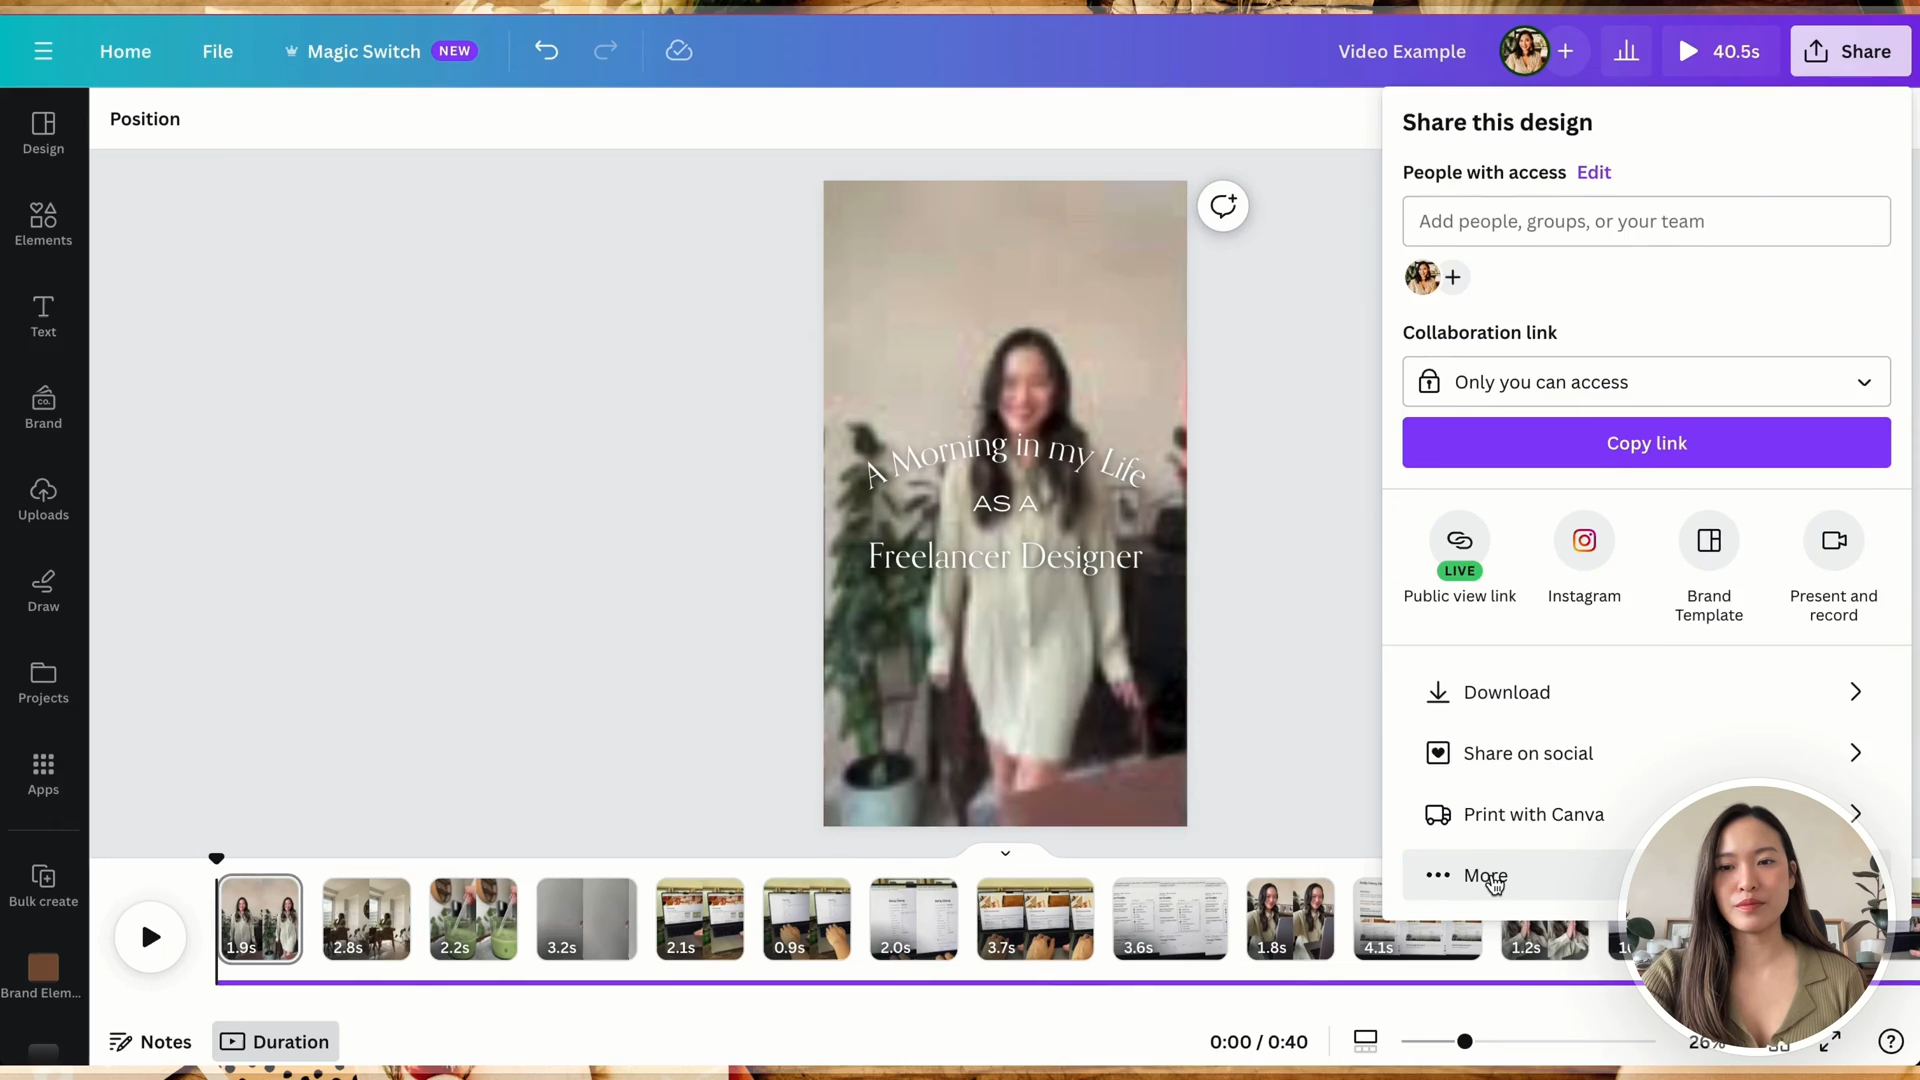 Home
File
Magic Switch NEW
Video Example
40.5s
Share
Position
Design
Elements
Text
CO.
Brand
Uploads
Draw
Projects
Apps
Bulk create
Brand Elem...
A Morning in my Life
AS A
Freelancer Designer
Share this design
People with access Edit
Add people, groups, or your team
Collaboration link
Only you can access
Copy link
LIVE
Public view link
Instagram
Brand
Template
Present and
record
Download
Share on social
Print with Canva
More
1.9s
2.8s
2.2s
3.2s
2.1s
0.9s
2.0s
3.7s
3.6s
1.8s
4.1s
1.2s
Notes
Duration
0:00 / 0:40
26%